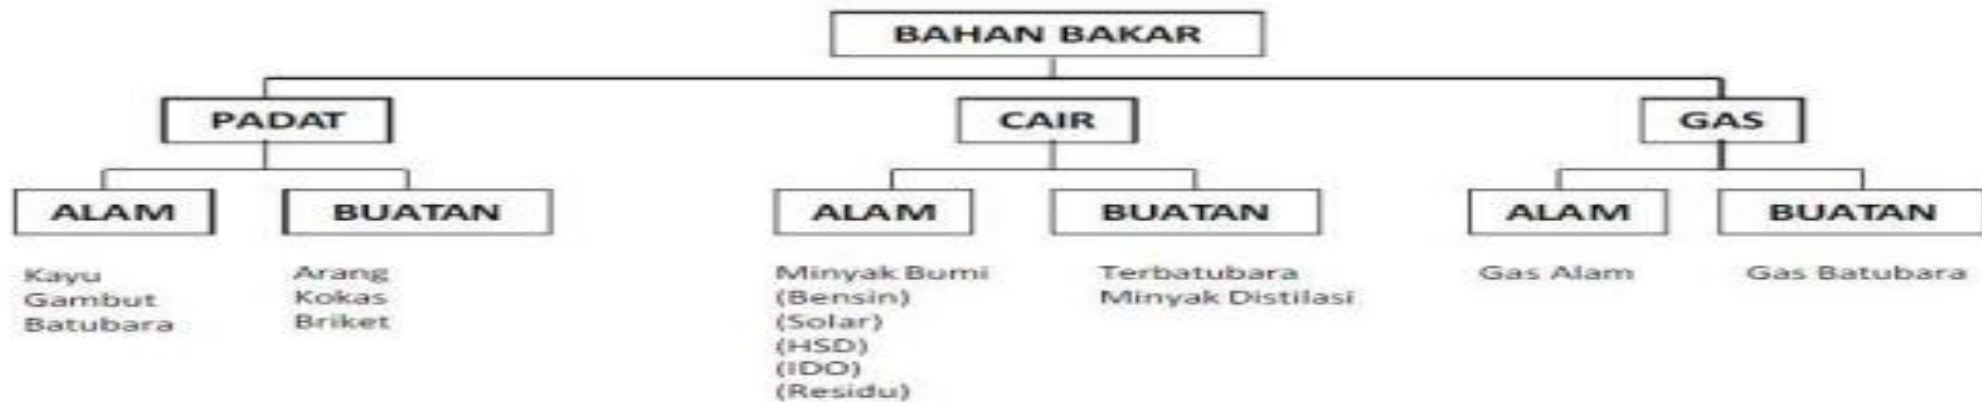 BAHAN BAKAR
PADAT
CAIR
GAS
ALAM
BUATAN
ALAM
BUATAN
ALAM
BUATAN
Kayu
Gambut
Batubara
Arang
Kokas
Briket
Minyak Bumi
(Bensin)
(Solar)
(HSD)
(IDO)
(Residu)
Terbatubara
Minyak Distilasi
Gas Alam
Gas Batubara